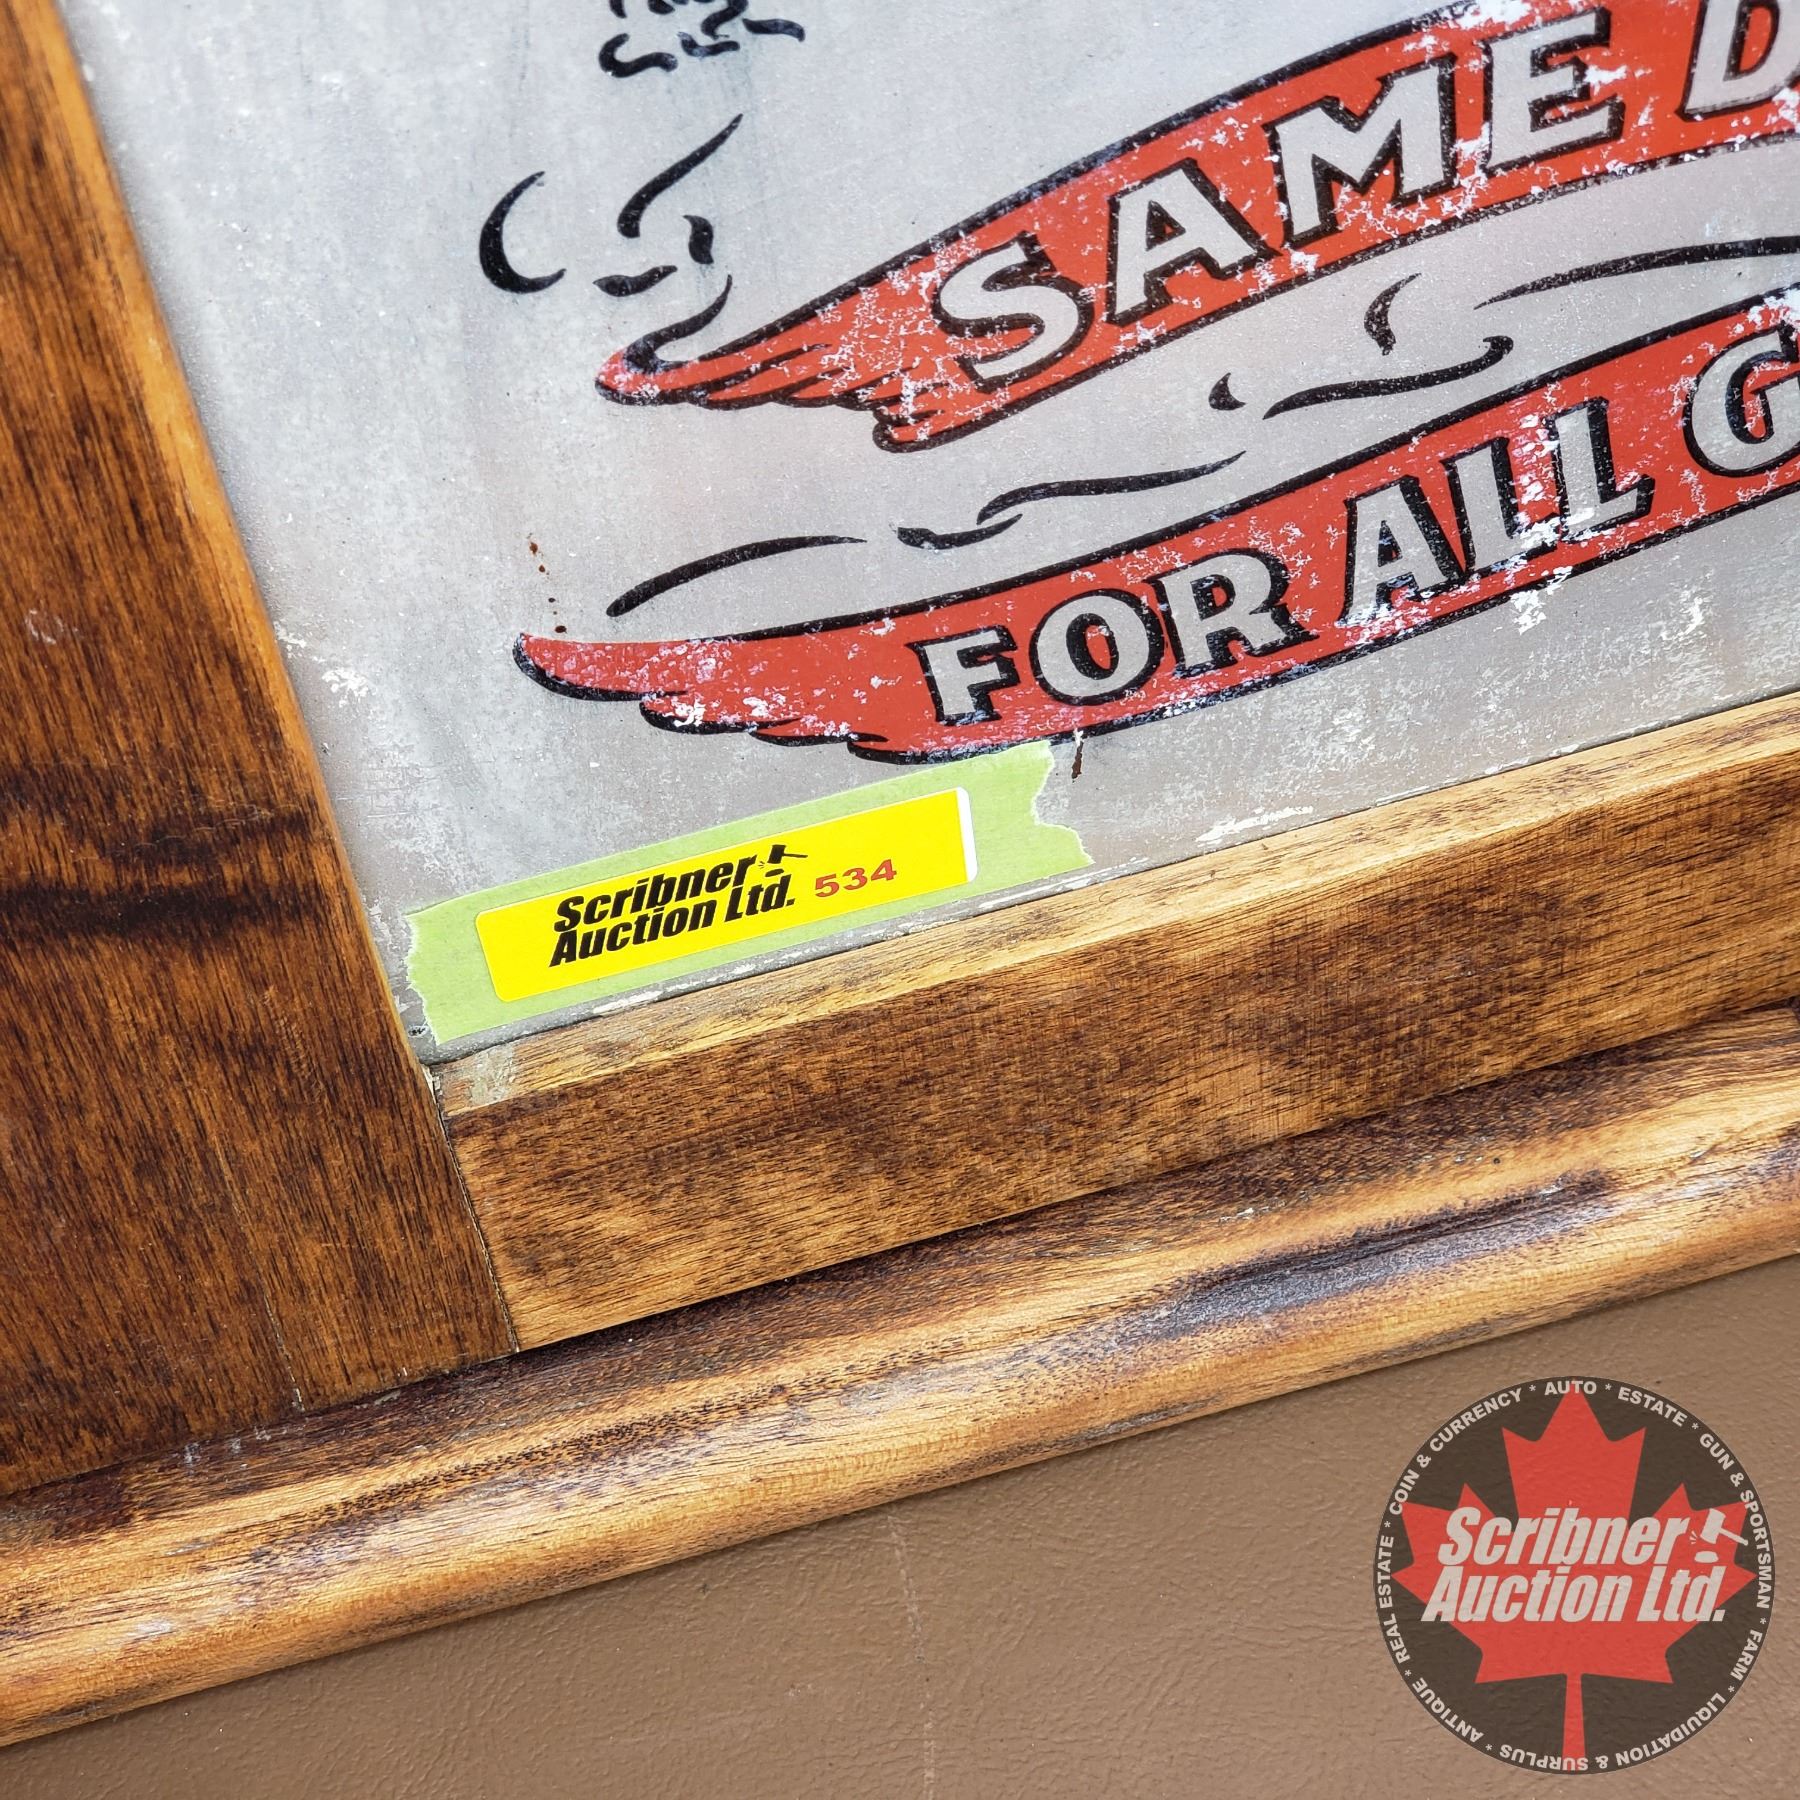 SAME D
FOR ALL G
Scribner
Auction Ltd. 534
COIN & CURRENCY * AUTO * ESTATE * GUN & SPORTSMAN * FARM * LIQUIDATION & SURPLUS * ANTIQUE * REAL ESTATE *
Scribner
Auction Ltd.